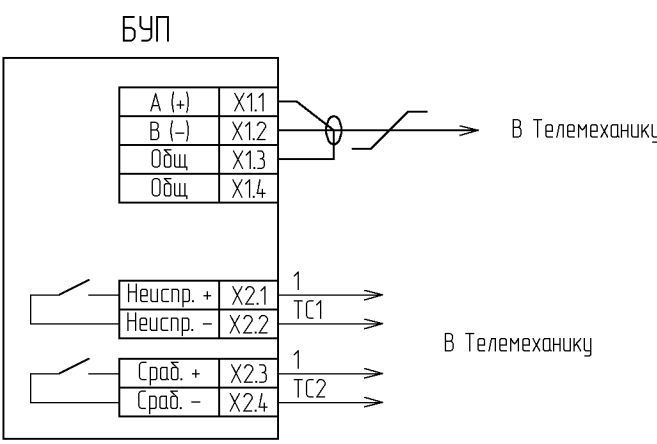 БУП
А (+) X1.1
В (–) X1.2
Общ X1.3
Общ X1.4
В Телемеханику
Неиспр. + X2.1 1
Неиспр. – X2.2 ТС1
В Телемеханику
Сраб. + X2.3 1
Сраб. – X2.4 ТС2